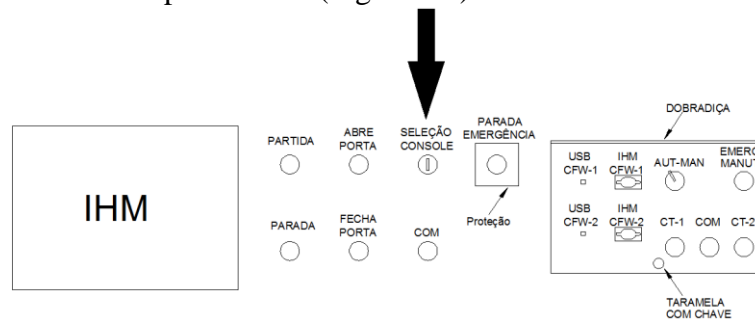 DOBRADIÇA
PARTIDA
ABRE
PORTA
SELEÇÃO
CONSOLE
PARADA
EMERGÊNCIA
USB
CFW-1
IHM
CFW-1
AUT-MAN
IHM
PARADA
FECHA
PORTA
COM
Proteção
USB
CFW-2
IHM
CFW-2
CT-1
COM
CT-2
TARAMELA
COM CHAVE